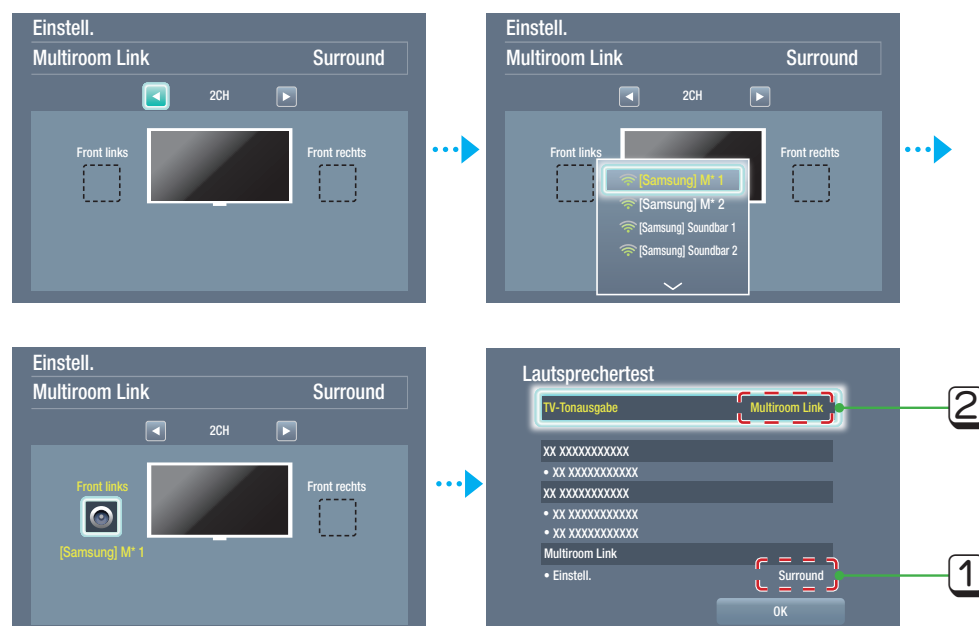 Einstell.
Multiroom Link Surround
2CH
Front links Front rechts
Einstell.
Multiroom Link Surround
2CH
Front links Front rechts
[Samsung] M* 1
[Samsung] M* 2
[Samsung] Soundbar 1
[Samsung] Soundbar 2
Einstell.
Multiroom Link Surround
2CH
Front links Front rechts
[Samsung] M* 1
Lautsprechertest
TV-Tonausgabe Multiroom Link
2
XX XXXXXXXXXXX
• XX XXXXXXXXXXX
XX XXXXXXXXXXX
• XX XXXXXXXXXXX
• XX XXXXXXXXXXX
Multiroom Link
• Einstell. Surround
1
OK